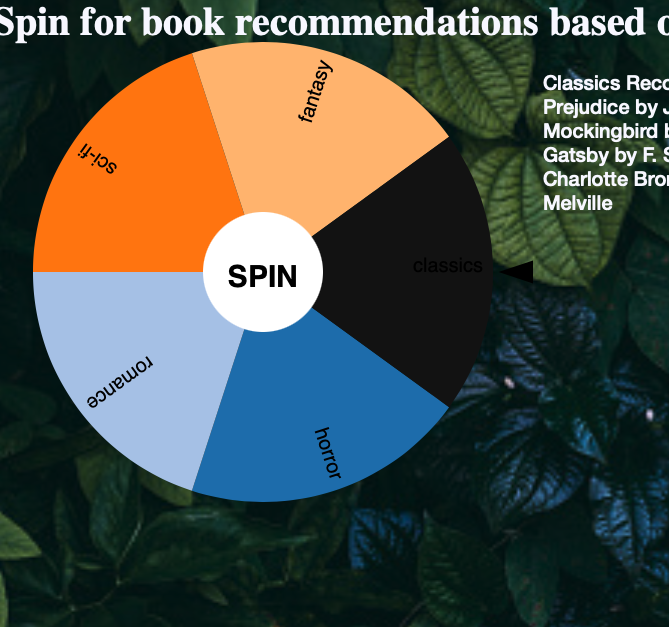 Spin for book recommendations based o
fantasy
sci-fi
classics
SPIN
romance
horror
Classics Reco
Prejudice by J
Mockingbird b
Gatsby by F. S
Charlotte Bron
Melville